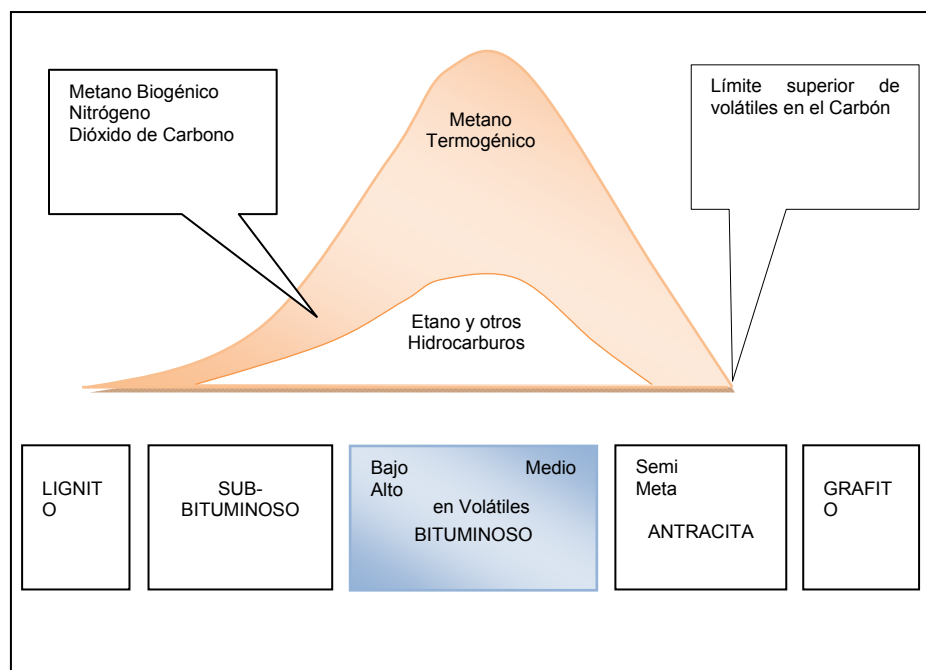 Metano Biogénico
Nitrógeno
Dióxido de Carbono
Metano
Termogénico
Límite superior de
volátiles en el Carbón
Etano y otros
Hidrocarburos
LIGNIT
O
SUB-
BITUMINOSO
Bajo Medio
Alto
en Volátiles
BITUMINOSO
Semi
Meta
ANTRACITA
GRAFIT
O